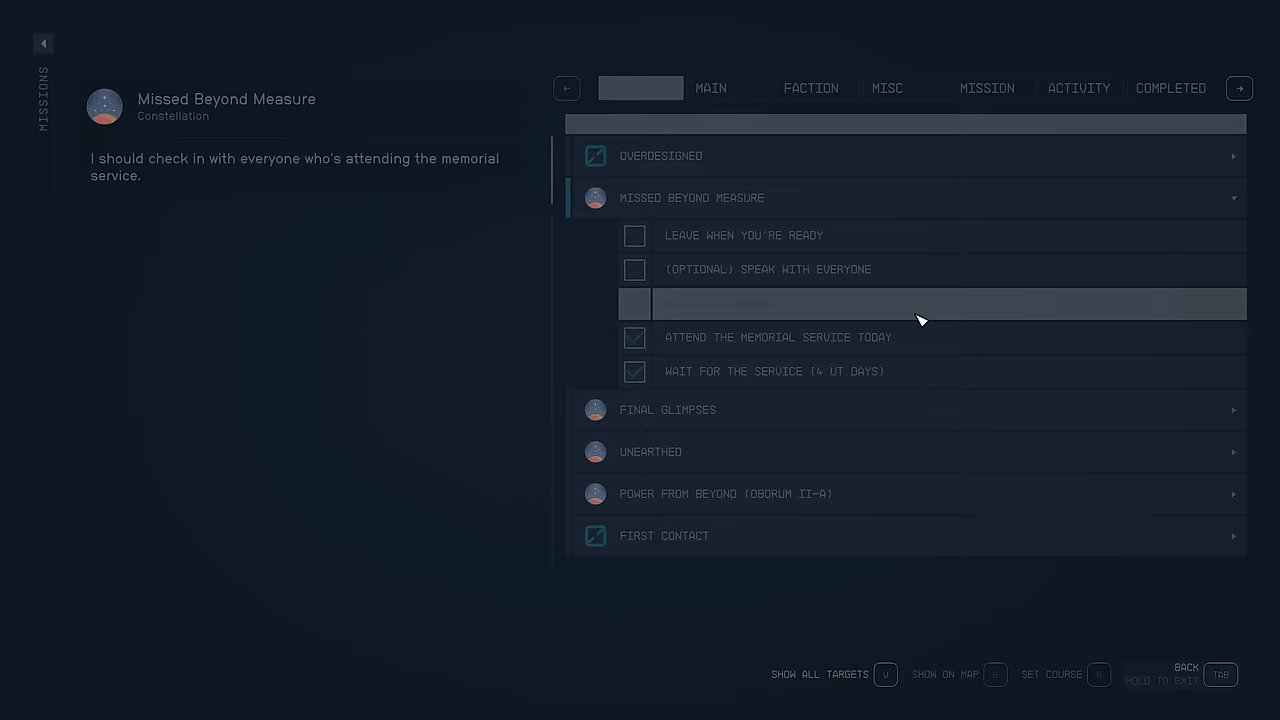 MISSIONS
Missed Beyond Measure
Constellation
I should check in with everyone who's attending the memorial
service.
MAIN FACTION MISC MISSION ACTIVITY COMPLETED
OVERDESIGNED
MISSED BEYOND MEASURE
LEAVE WHEN YOU'RE READY
(OPTIONAL) SPEAK WITH EVERYONE
ATTEND THE MEMORIAL SERVICE TODAY
WAIT FOR THE SERVICE (4 UT DAYS)
FINAL GLIMPSES
UNEARTHED
POWER FROM BEYOND (OBORUM II-A)
FIRST CONTACT
SHOW ALL TARGETS SHOW ON MAP SET COURSE R BACK TAB
HOLD TO EXIT